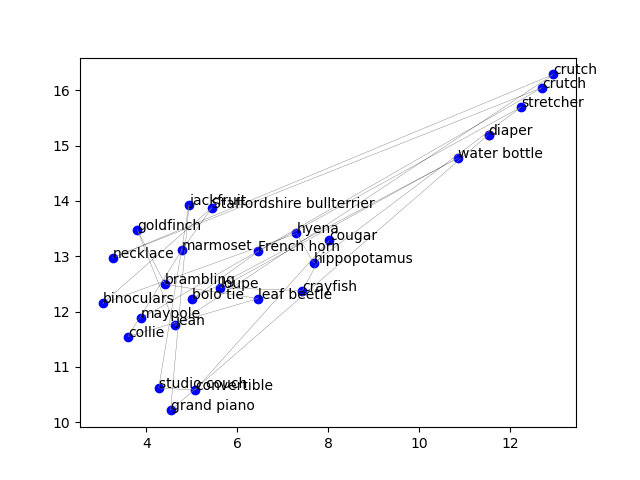 crutch
crutch
stretcher
diaper
water bottle
jackfruit
Staffordshire bullterrier
goldfinch
hyena
cougar
necklace
marmoset
French horn
hippopotamus
brambling
loupe
crayfish
binoculars
bolo tie
leaf beetle
maypole
jean
collie
studio couch
convertible
grand piano
16
15
14
13
12
11
10
4 6 8 10 12